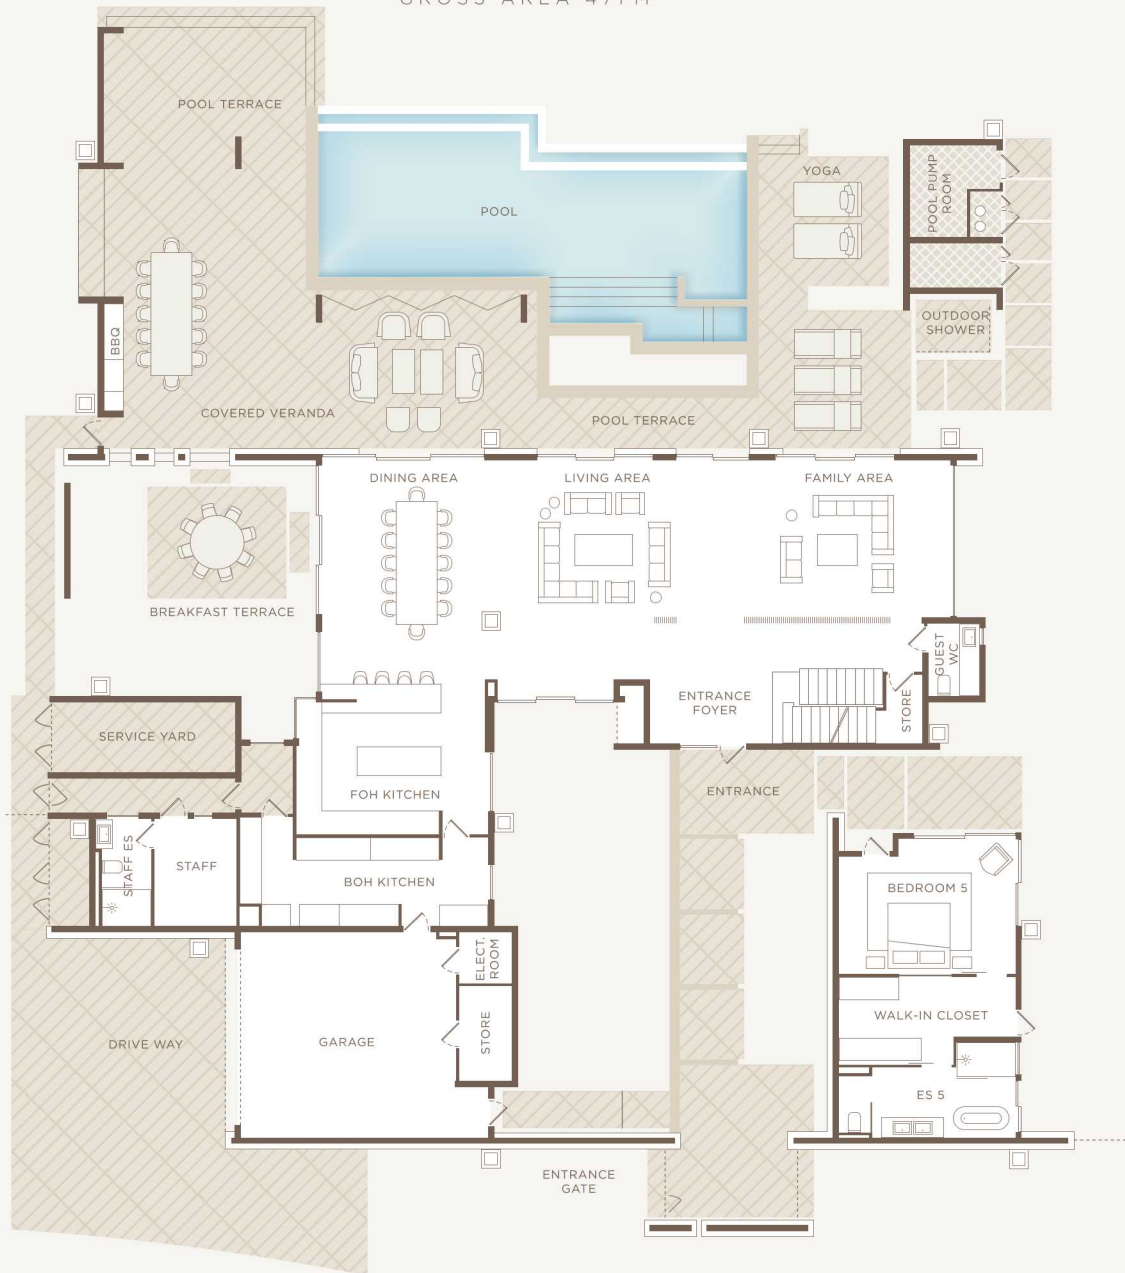 POOL TERRACE
YOGA
POOL
POOL PUMP
ROOM
OUTDOOR
SHOWER
BBQ
COVERED VERANDA
POOL TERRACE
DINING AREA
LIVING AREA
FAMILY AREA
BREAKFAST TERRACE
GUEST
WC
ENTRANCE
FOYER
STORE
SERVICE YARD
FOH KITCHEN
ENTRANCE
STAFF ES
STAFF
BOH KITCHEN
BEDROOM 5
ELECT.
ROOM
STORE
WALK-IN CLOSET
DRIVE WAY
GARAGE
ES 5
ENTRANCE
GATE